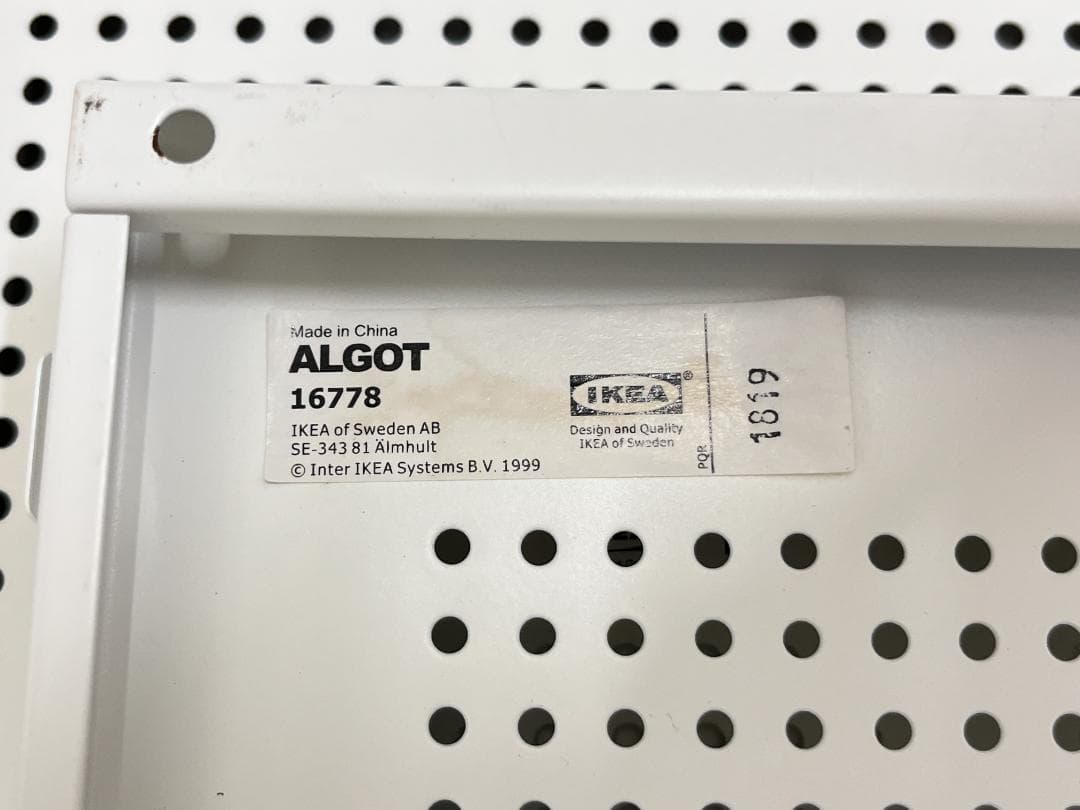 Made in China
ALGOT
16778
IKEA of Sweden AB
SE-343 81 Älmhult
© Inter IKEA Systems B.V. 1999
IKEA®
Design and Quality
IKEA of Sweden
PQR
1819